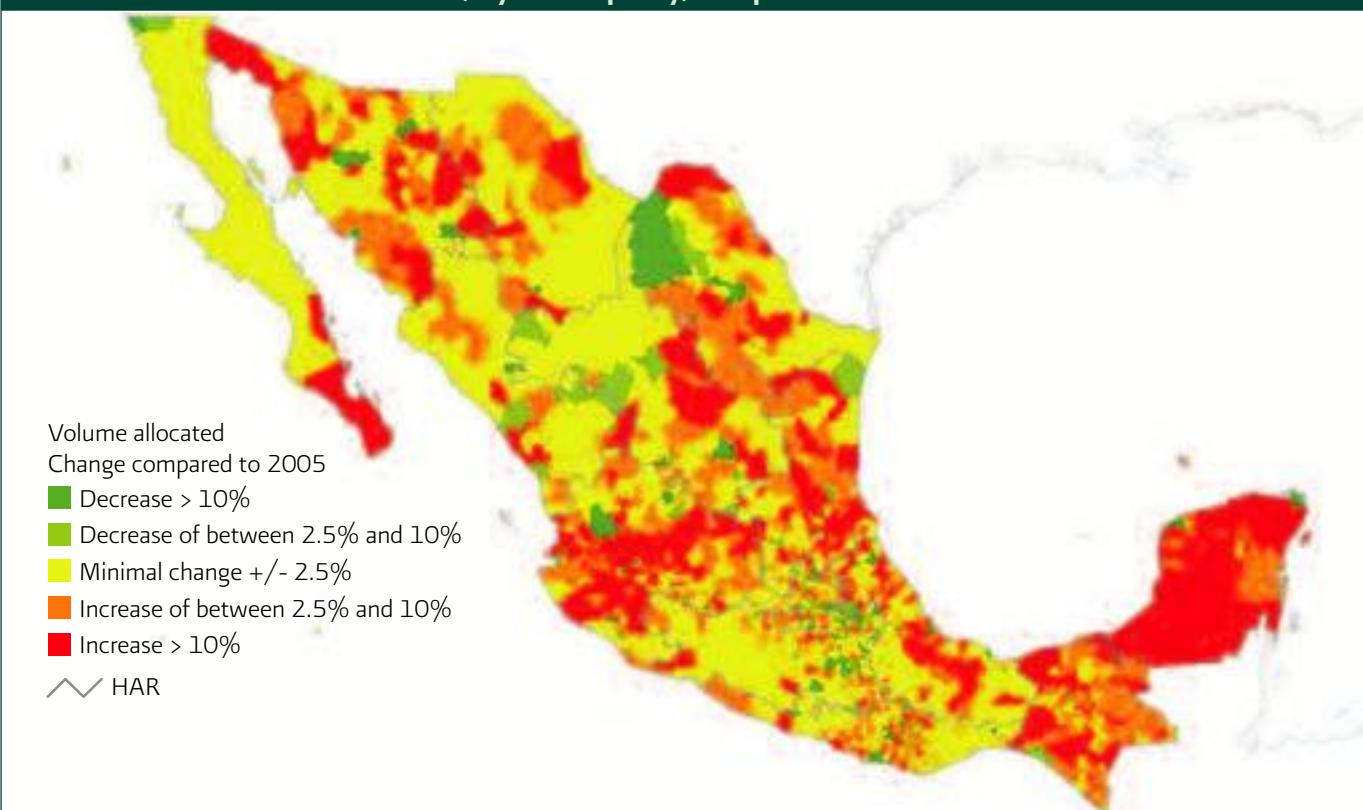 Volume allocated
Change compared to 2005
Decrease > 10%
Decrease of between 2.5% and 10%
Minimal change +/- 2.5%
Increase of between 2.5% and 10%
Increase > 10%
HAR